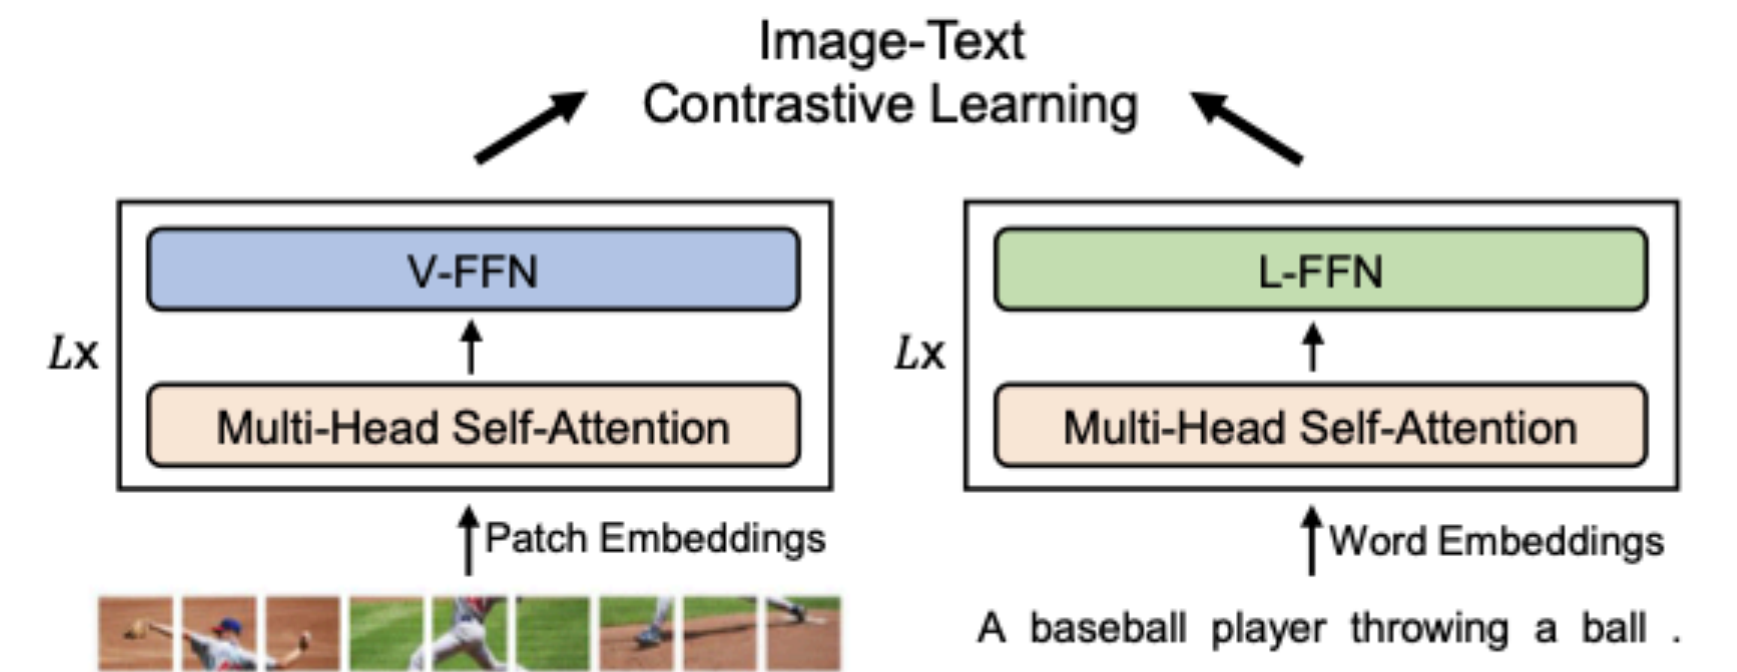 Image-Text
Contrastive Learning
V-FFN
L-FFN
Lx
Lx
Multi-Head Self-Attention
Multi-Head Self-Attention
Patch Embeddings
Word Embeddings
A baseball player throwing a ball .